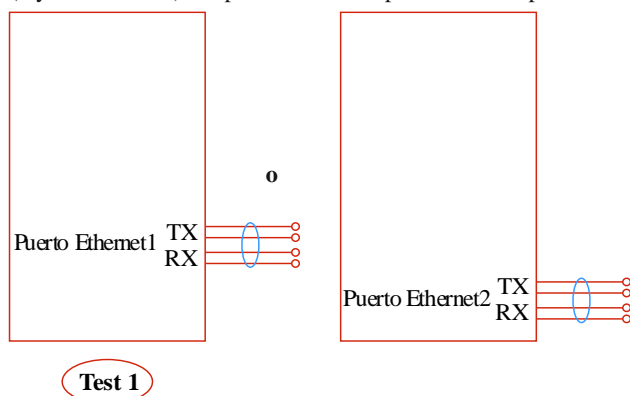 o
Puerto Ethernet1
TX
RX
Puerto Ethernet2
TX
RX
Test 1